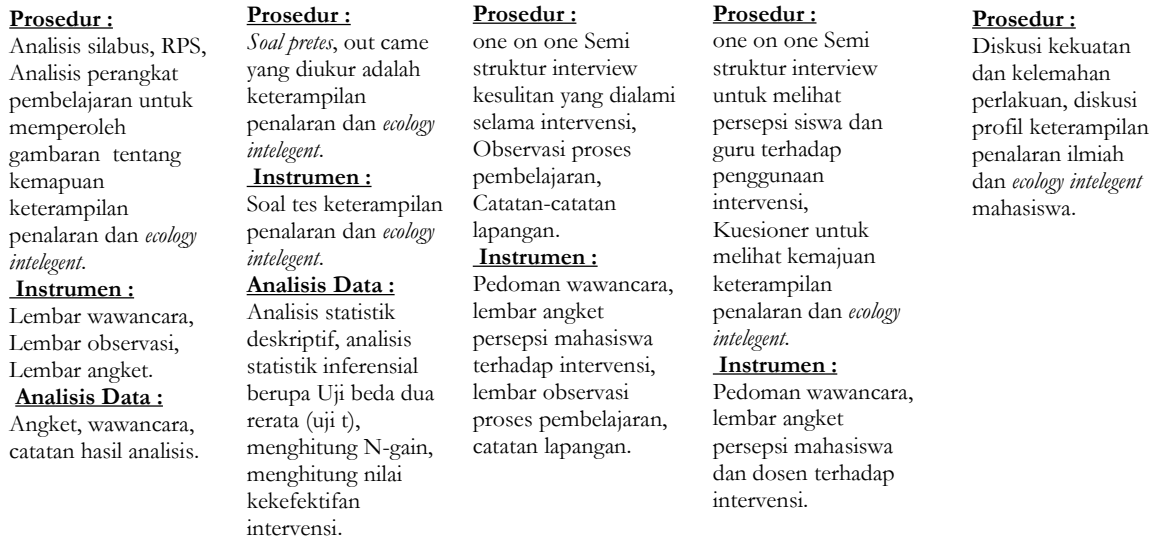 Prosedur :
Analisis silabus, RPS,
Analisis perangkat
pembelajaran untuk
memperoleh
gambaran tentang
kemapuan
keterampilan
penalaran dan ecology
intelegent.
Instrumen :
Lembar wawancara,
Lembar observasi,
Lembar angket.
Analisis Data :
Angket, wawancara,
catatan hasil analisis.
Prosedur :
Soal pretes, out came
yang diukur adalah
keterampilan
penalaran dan ecology
intelegent.
Instrumen :
Soal tes keterampilan
penalaran dan ecology
intelegent.
Analisis Data :
Analisis statistik
deskriptif, analisis
statistik inferensial
berupa Uji beda dua
rerata (uji t),
menghitung N-gain,
menghitung nilai
kekefektifan
intervensi.
Prosedur :
one on one Semi
struktur interview
kesulitan yang dialami
selama intervensi,
Observasi proses
pembelajaran,
Catatan-catatan
lapangan.
Instrumen :
Pedoman wawancara,
lembar angket
persepsi mahasiswa
terhadap intervensi,
lembar observasi
proses pembelajaran,
catatan lapangan.
Prosedur :
one on one Semi
struktur interview
untuk melihat
persepsi siswa dan
guru terhadap
penggunaan
intervensi,
Kuesioner untuk
melihat kemajuan
keterampilan
penalaran dan ecology
intelegent.
Instrumen :
Pedoman wawancara,
lembar angket
persepsi mahasiswa
dan dosen terhadap
intervensi.
Prosedur :
Diskusi kekuatan
dan kelemahan
perlakuan, diskusi
profil keterampilan
penalaran ilmiah
dan ecology intelegent
mahasiswa.